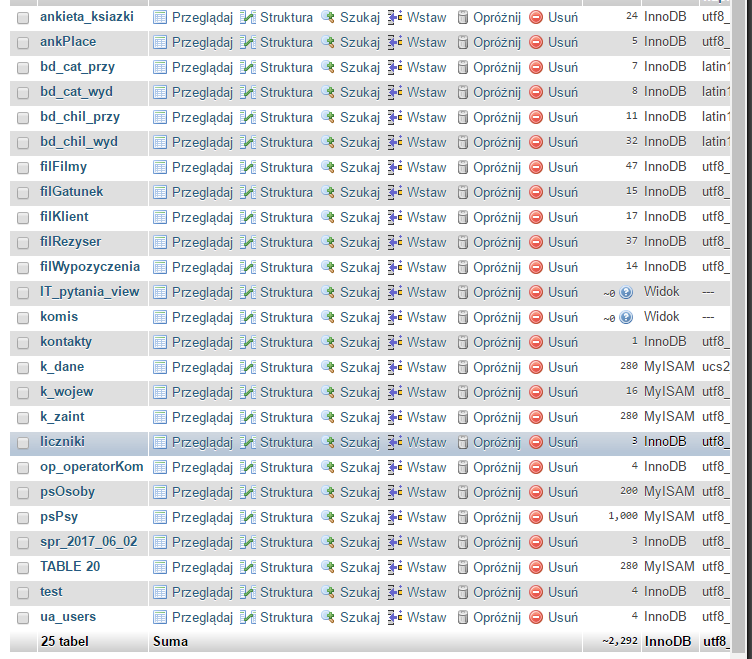 ankieta_ksiazki Przeglądaj Struktura Szukaj Wstaw Opróżnij Usuń 24 InnoDB utf8_
ankPlace Przeglądaj Struktura Szukaj Wstaw Opróżnij Usuń 5 InnoDB utf8_
bd_cat_przy Przeglądaj Struktura Szukaj Wstaw Opróżnij Usuń 7 InnoDB latin1
bd_cat_wyd Przeglądaj Struktura Szukaj Wstaw Opróżnij Usuń 8 InnoDB utf8_
bd_chil_przy Przeglądaj Struktura Szukaj Wstaw Opróżnij Usuń 11 InnoDB latin1
bd_chil_wyd Przeglądaj Struktura Szukaj Wstaw Opróżnij Usuń 32 InnoDB latin1
filFilmy Przeglądaj Struktura Szukaj Wstaw Opróżnij Usuń 47 InnoDB utf8_
filGatunek Przeglądaj Struktura Szukaj Wstaw Opróżnij Usuń 15 InnoDB utf8_
filKlient Przeglądaj Struktura Szukaj Wstaw Opróżnij Usuń 17 InnoDB utf8_
filRezyser Przeglądaj Struktura Szukaj Wstaw Opróżnij Usuń 37 InnoDB utf8_
filWypozyczenia Przeglądaj Struktura Szukaj Wstaw Opróżnij Usuń 14 InnoDB utf8_
IT_pytania_view Przeglądaj Struktura Szukaj Wstaw Opróżnij Usuń ~0 Widok ---
komis Przeglądaj Struktura Szukaj Wstaw Opróżnij Usuń ~0 Widok ---
kontakty Przeglądaj Struktura Szukaj Wstaw Opróżnij Usuń 1 InnoDB utf8_
k_dane Przeglądaj Struktura Szukaj Wstaw Opróżnij Usuń 280 MyISAM ucs2
k_wojew Przeglądaj Struktura Szukaj Wstaw Opróżnij Usuń 16 MyISAM utf8_
k_zaint Przeglądaj Struktura Szukaj Wstaw Opróżnij Usuń 280 MyISAM utf8_
liczniki Przeglądaj Struktura Szukaj Wstaw Opróżnij Usuń 3 InnoDB utf8_
op_operatorKom Przeglądaj Struktura Szukaj Wstaw Opróżnij Usuń 4 InnoDB utf8_
psOsoby Przeglądaj Struktura Szukaj Wstaw Opróżnij Usuń 200 MyISAM utf8_
psPsy Przeglądaj Struktura Szukaj Wstaw Opróżnij Usuń 1,000 MyISAM utf8_
spr_2017_06_02 Przeglądaj Struktura Szukaj Wstaw Opróżnij Usuń 3 InnoDB utf8_
TABLE 20 Przeglądaj Struktura Szukaj Wstaw Opróżnij Usuń 280 MyISAM utf8_
test Przeglądaj Struktura Szukaj Wstaw Opróżnij Usuń 4 InnoDB utf8_
ua_users Przeglądaj Struktura Szukaj Wstaw Opróżnij Usuń 4 InnoDB utf8_
25 tabel Suma ~2,292 InnoDB utf8_